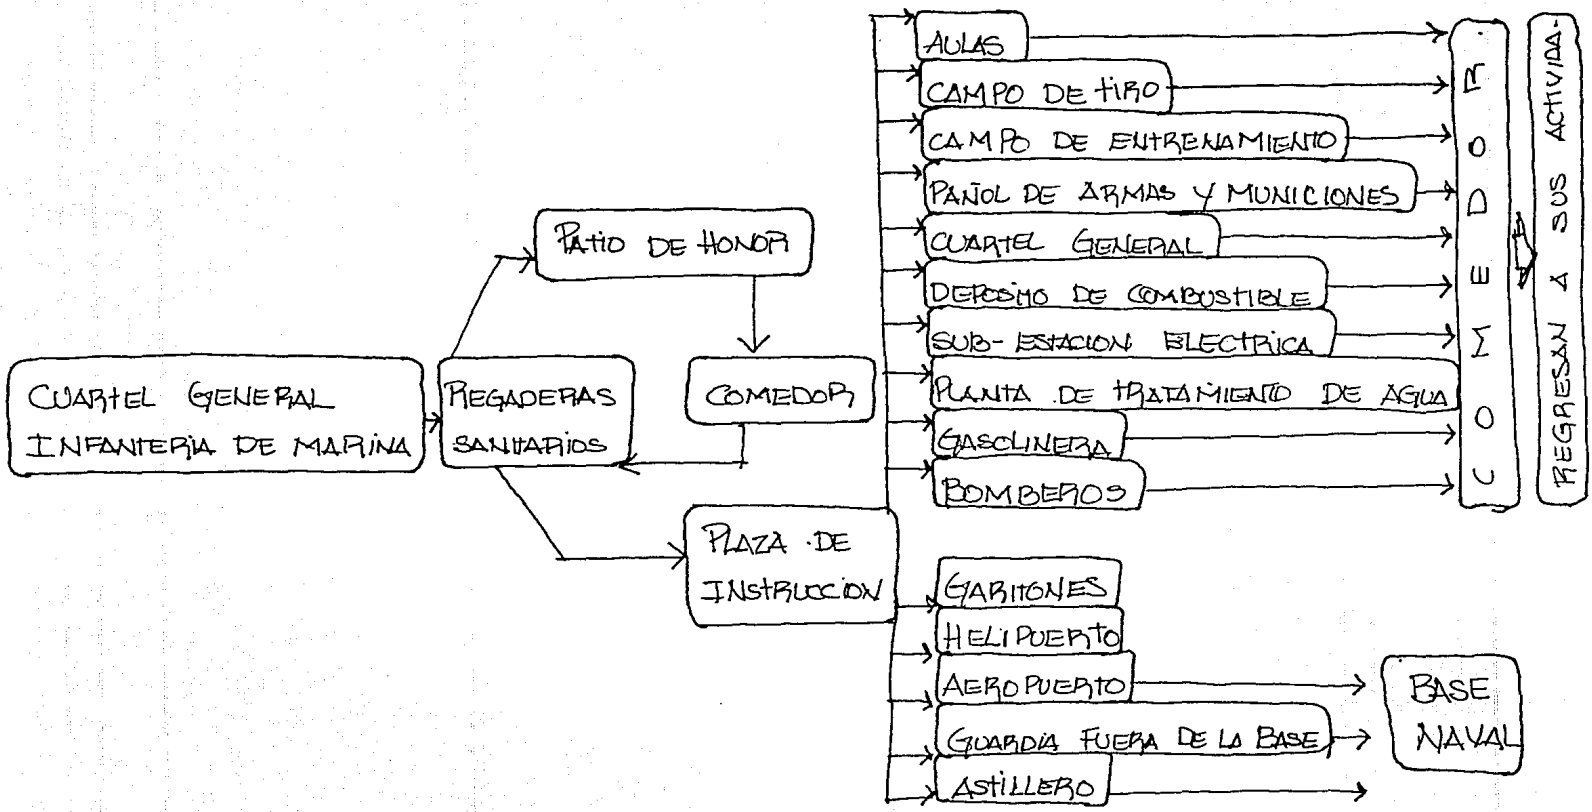 CUARTEL GENERAL
INFANTERIA DE MARINA
REGADERAS
SANITARIOS
PATIO DE HONOR
COMEDOR
PLAZA DE
INSTRUCCION
AULAS
CAMPO DE TIRO
CAMPO DE ENTRENAMIENTO
PAÑOL DE ARMAS Y MUNICIONES
CUARTEL GENERAL
DEPOSITO DE COMBUSTIBLE
SUB-ESTACION ELECTRICA
PLANTA DE TRATAMIENTO DE AGUA
GASOLINERA
BOMBEROS
GARITONES
HELIPUERTO
AEROPUERTO
GUARDIA FUERA DE LA BASE
ASTILLERO
COMEDOR.
REGRESAN A SUS ACTIVIDA-
BASE
NAVAL